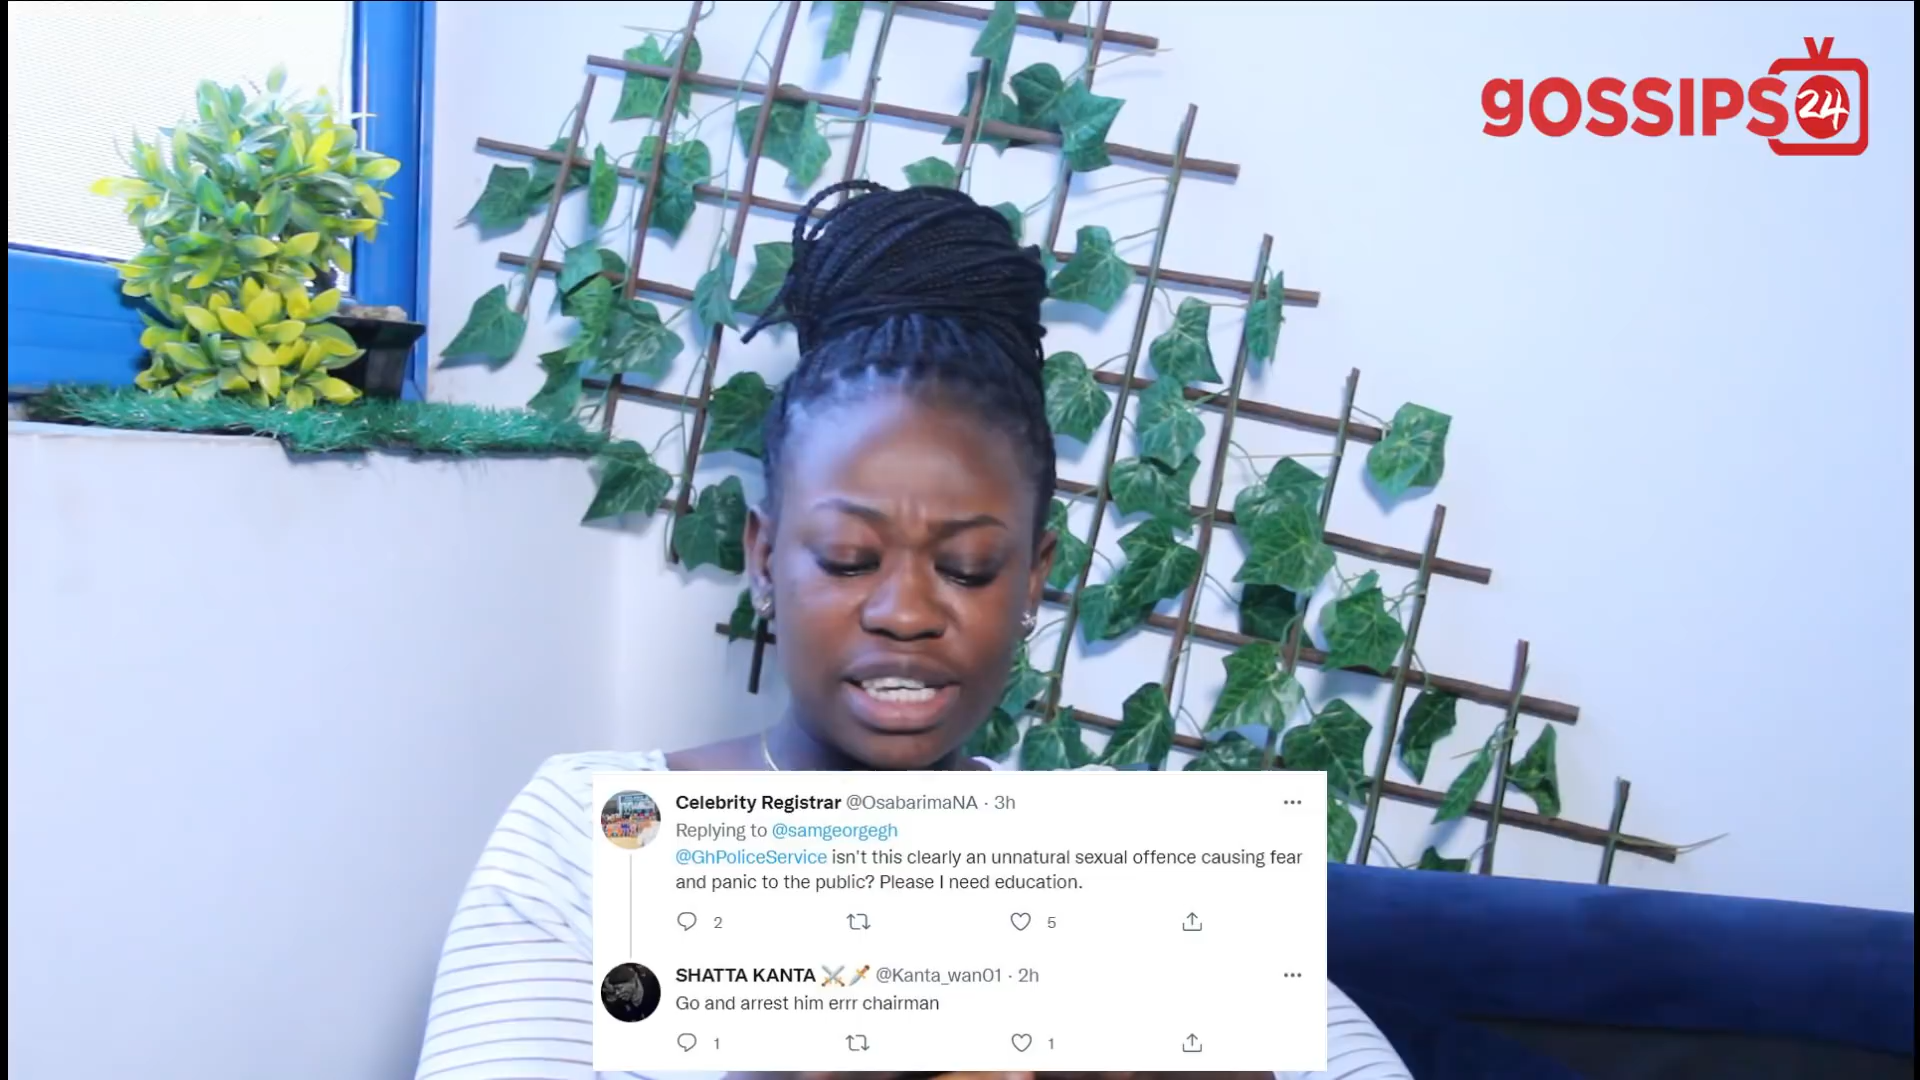 gOSSIPS24
Celebrity Registrar @OsabarimaNA · 3h
Replying to @samgeorgegh
@GhPoliceService isn't this clearly an unnatural sexual offence causing fear
and panic to the public? Please I need education.
2 5
SHATTA KANTA ⚔️🗡️ @Kanta_wan01 · 2h
Go and arrest him errr chairman
1 1